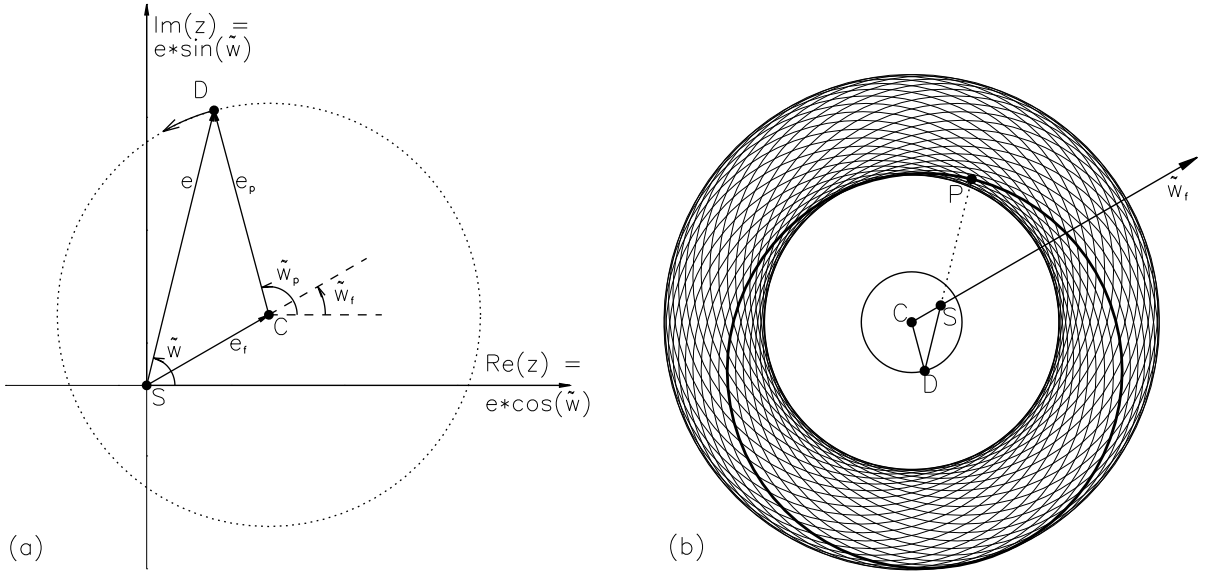 Im(z) =
e*sin(w̃)
D
e
e_p
w̃_p
w̃_f
w̃
C
e_f
S
Re(z) =
e*cos(w̃)
(a)
P
w̃_f
C
S
D
(b)